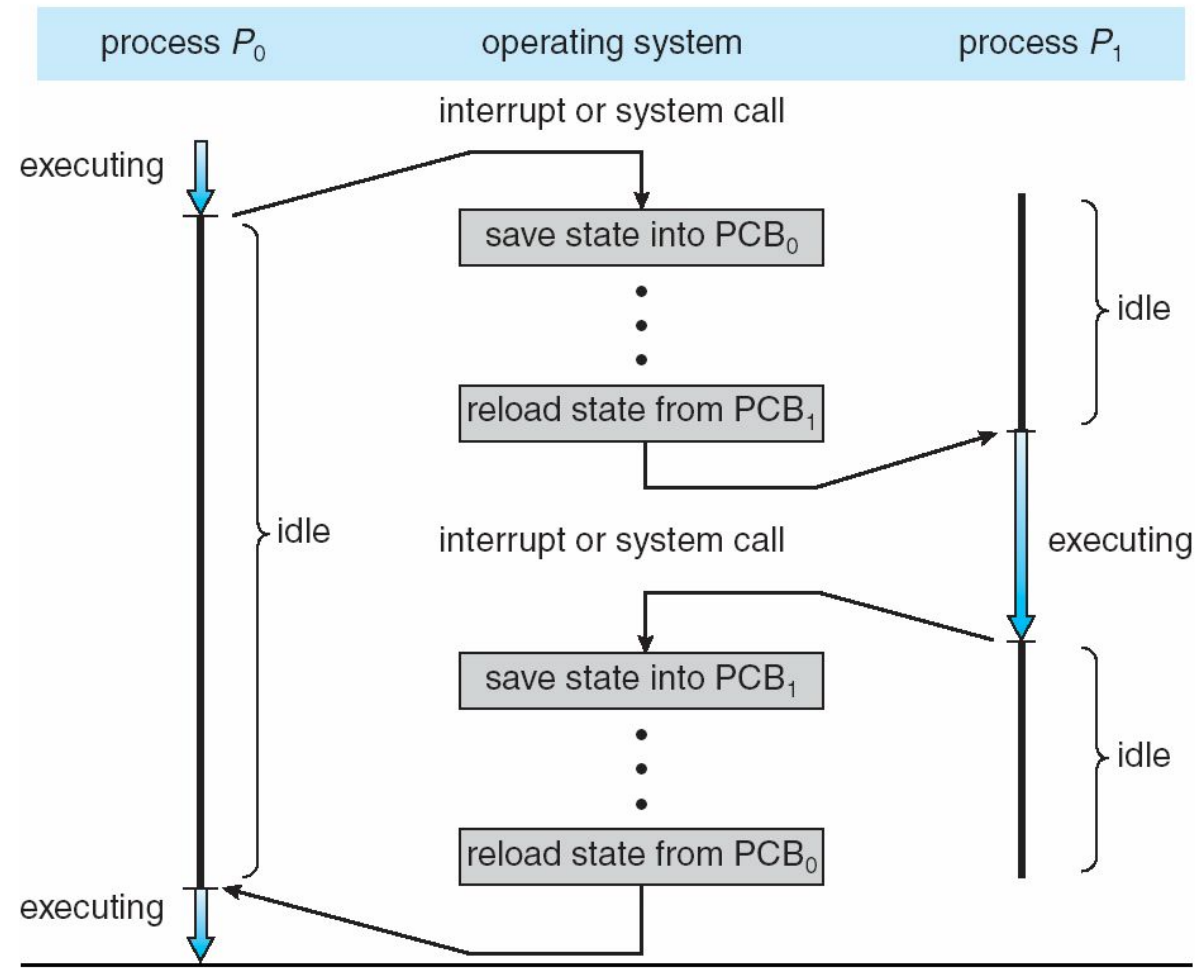 process P₀ operating system process P₁
interrupt or system call
executing
save state into PCB₀
idle
reload state from PCB₁
idle
interrupt or system call
executing
save state into PCB₁
idle
reload state from PCB₀
executing